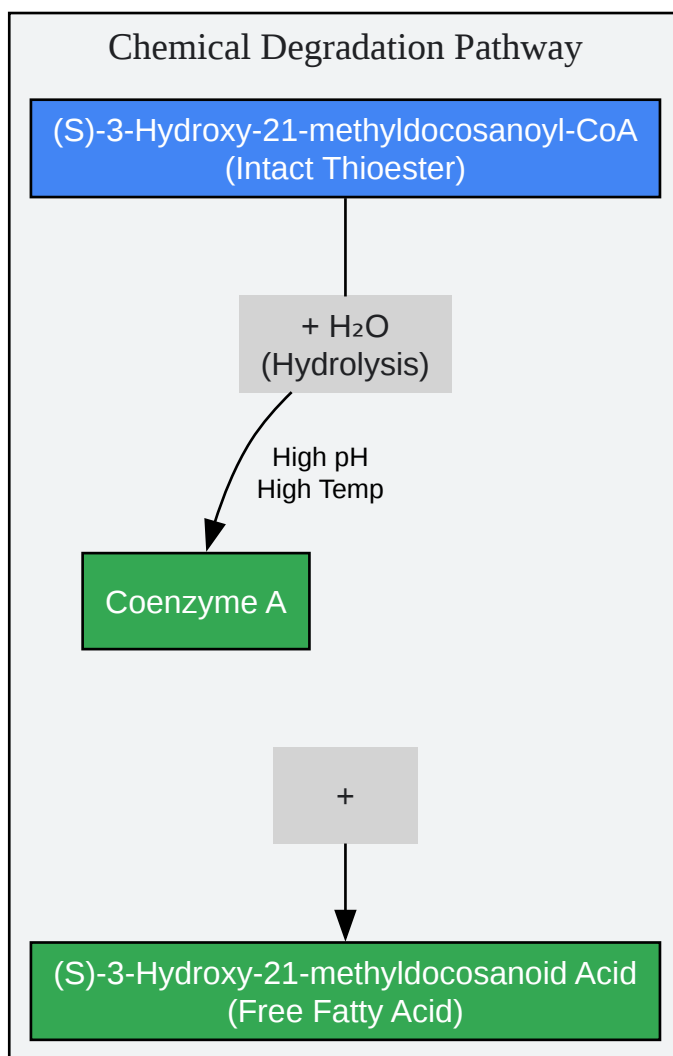 Chemical Degradation Pathway
(S)-3-Hydroxy-21-methyldocosanoyl-CoA
(Intact Thioester)
+ H₂O
(Hydrolysis)
High pH
High Temp
Coenzyme A
+
(S)-3-Hydroxy-21-methyldocosanoid Acid
(Free Fatty Acid)